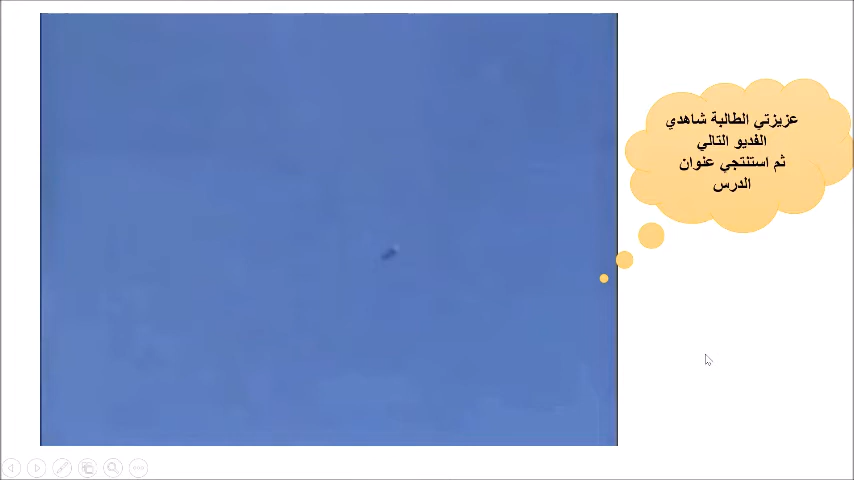 عزيزتي الطالبة شاهدي
الفديو التالي
ثم استنتجي عنوان
الدرس